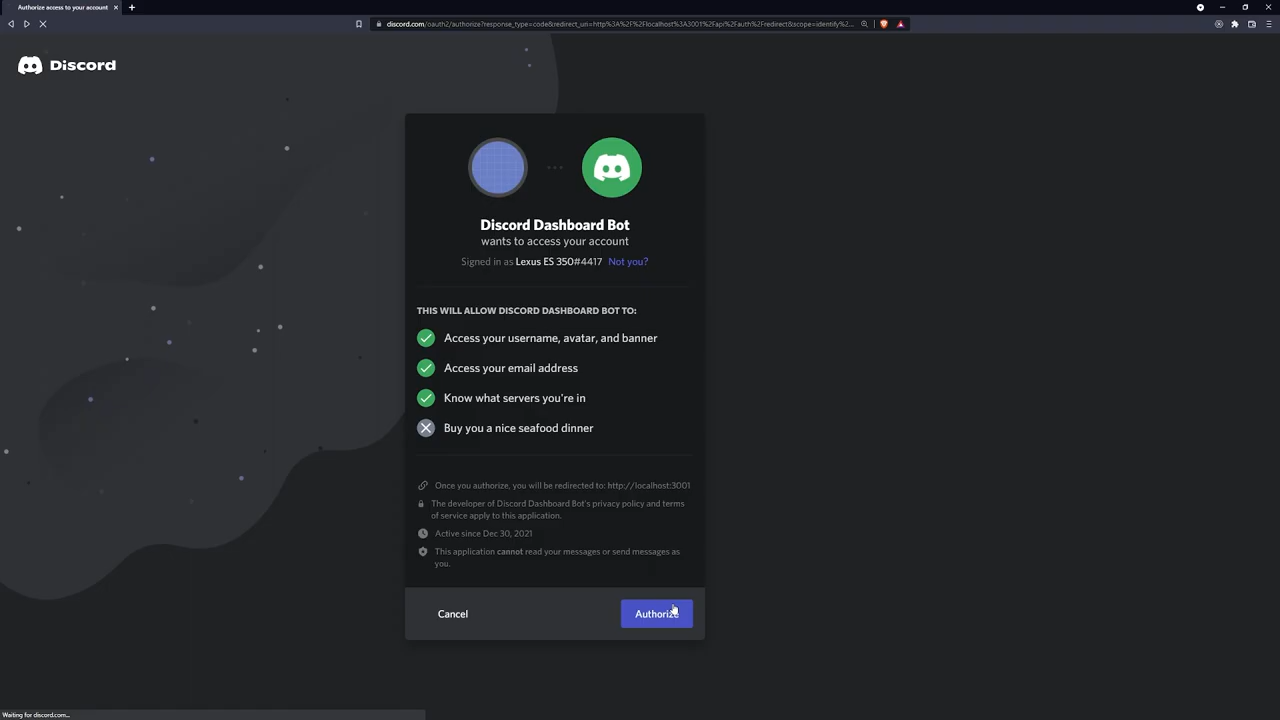 Authorize access to your account
discord.com/oauth2/authorize?response_type=code&redirect_uri=http%3A%2F%2Flocalhost%3A3001%2Fapi%2Fauth%2Fredirect&scope=identify%2...
Discord
Discord Dashboard Bot
wants to access your account
Signed in as Lexus ES 350#4417 Not you?
THIS WILL ALLOW DISCORD DASHBOARD BOT TO:
Access your username, avatar, and banner
Access your email address
Know what servers you're in
Buy you a nice seafood dinner
Once you authorize, you will be redirected to: http://localhost:3001
The developer of Discord Dashboard Bot's privacy policy and terms
of service apply to this application.
Active since Dec 30, 2021
This application cannot read your messages or send messages as
you.
Cancel
Authorize
Waiting for discord.com...